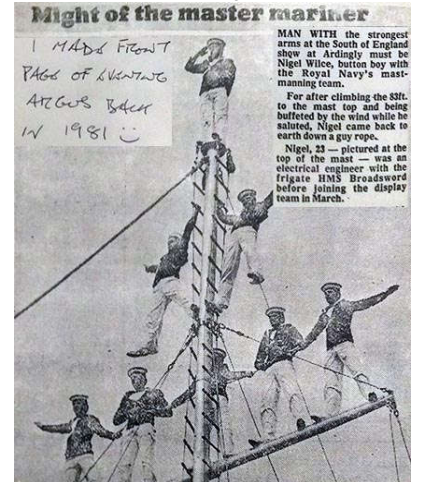 Might of the master mariner
I MADE FRONT
PAGE OF EVENING
ARGUS BACK
IN 1981
MAN WITH the strongest
arms at the South of England
show at Ardingly must be
Nigel Wilce, button boy with
the Royal Navy's mast-
manning team.
For after climbing the 83ft.
to the mast top and being
buffeted by the wind while he
saluted, Nigel came back to
earth down a guy rope.
Nigel, 23 — pictured at the
top of the mast — was an
electrical engineer with the
frigate HMS Broadsword
before joining the display
team in March.